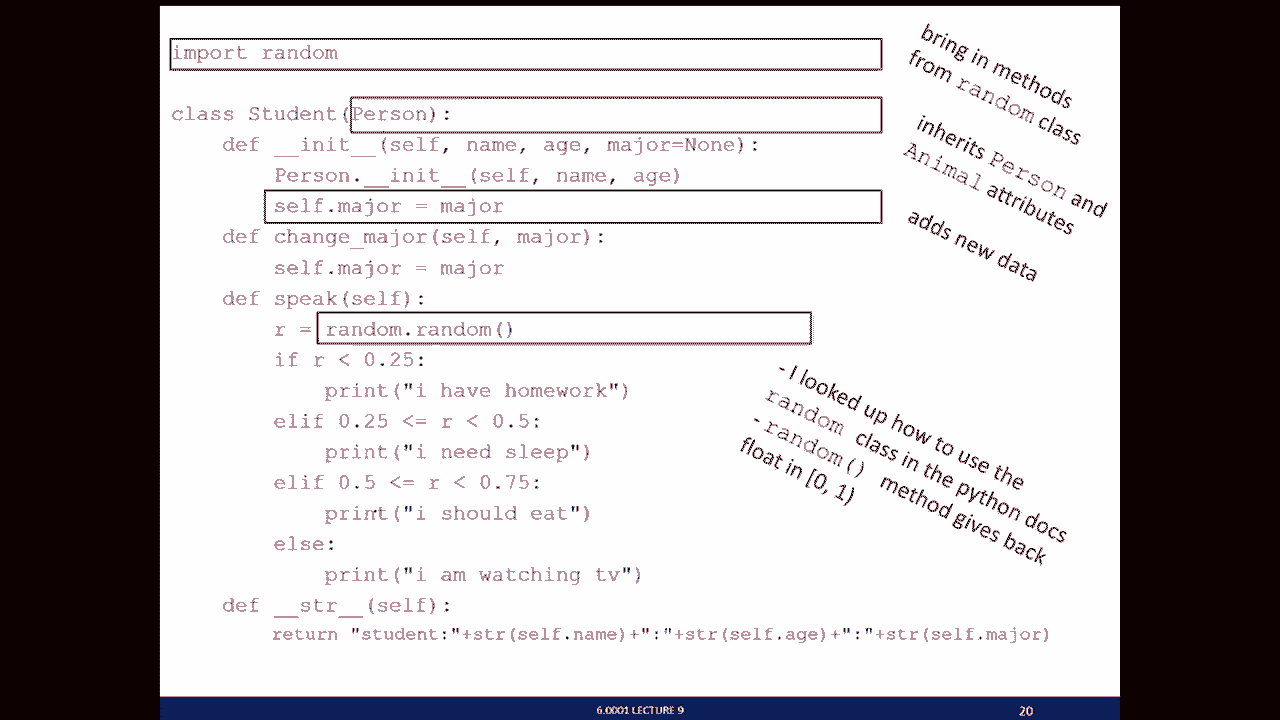 import random
class Student(Person):
def __init__(self, name, age, major=None):
Person.__init__(self, name, age)
self.major = major
def change_major(self, major):
self.major = major
def speak(self):
r = random.random()
if r < 0.25:
print("i have homework")
elif 0.25 <= r < 0.5:
print("i need sleep")
elif 0.5 <= r < 0.75:
print("i should eat")
else:
print("i am watching tv")
def __str__(self):
return "student:"+str(self.name)+":"+str(self.age)+":"+str(self.major)
bring in methods
from random class
inherits Person and
Animal attributes
adds new data
- I looked up how to use the
random class in the python docs
- random() method gives back
float in [0, 1)
6.0001 LECTURE 9
20